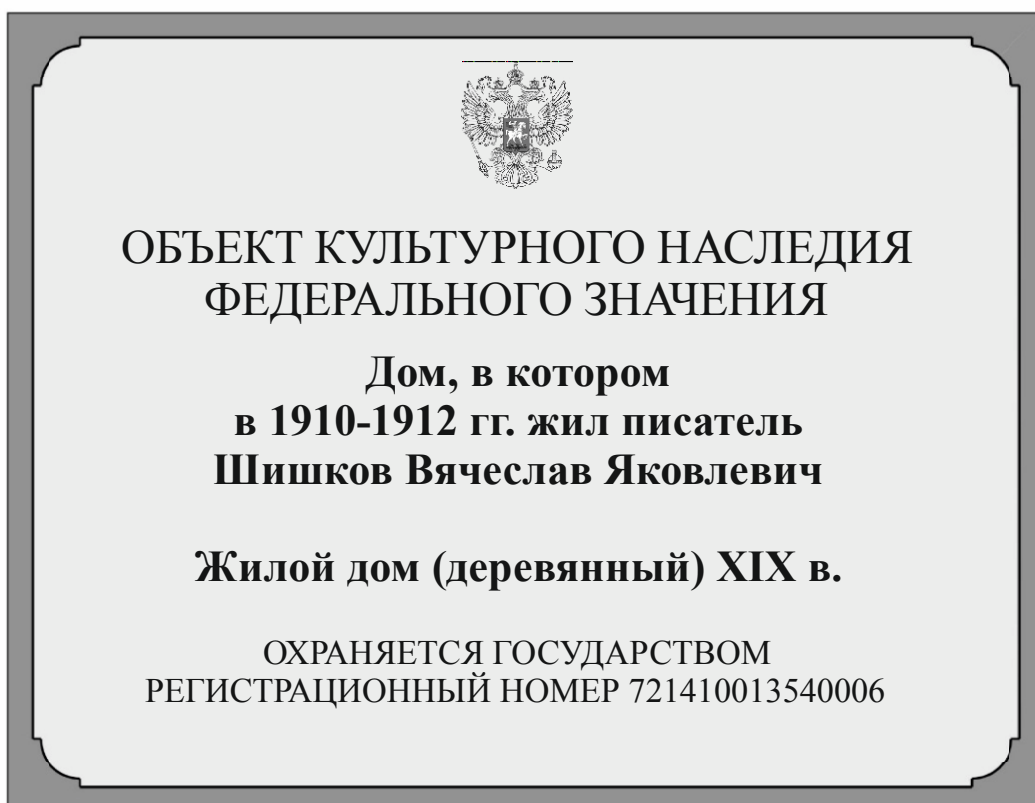 ОБЪЕКТ КУЛЬТУРНОГО НАСЛЕДИЯ
ФЕДЕРАЛЬНОГО ЗНАЧЕНИЯ
Дом, в котором
в 1910-1912 гг. жил писатель
Шишков Вячеслав Яковлевич
Жилой дом (деревянный) XIX в.
ОХРАНЯЕТСЯ ГОСУДАРСТВОМ
РЕГИСТРАЦИОННЫЙ НОМЕР 721410013540006